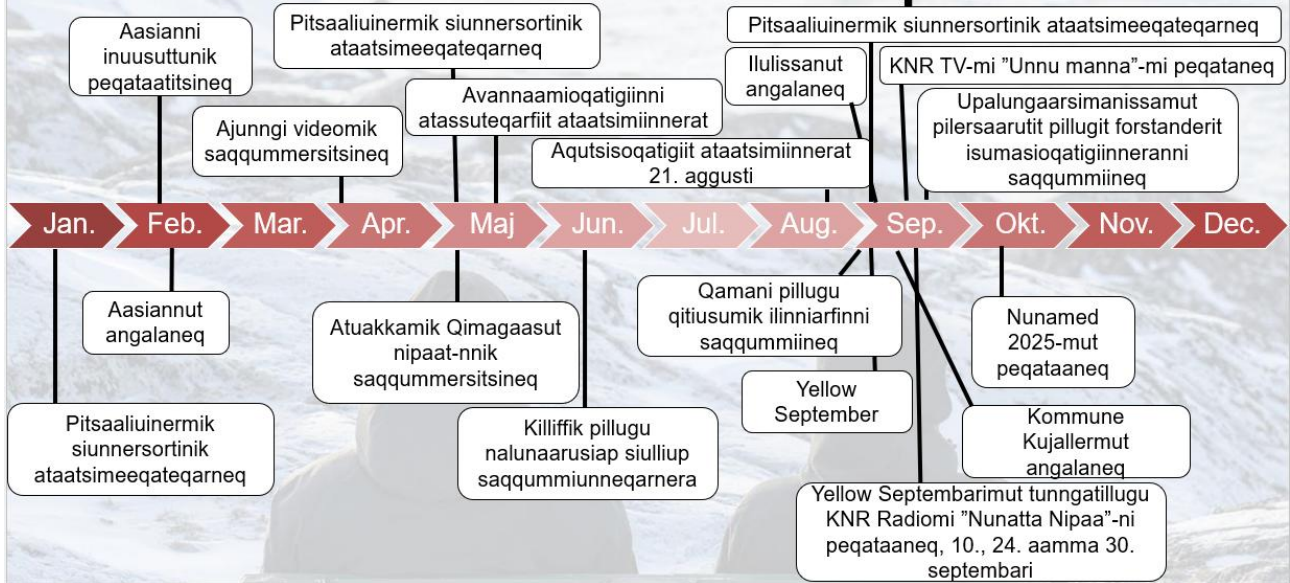 Aasianni
inuusuttunik
peqataatitsineq
Pitsaaliuinermik siunnersortinik
ataatsimeeqateqarneq
Pitsaaliuinermik siunnersortinik ataatsimeeqateqarneq
Ilulissanut
angalaneq
KNR TV-mi ”Unnu manna”-mi peqataneq
Ajunngi videomik
saqqummersitsineq
Avannaamioqatigiinni
atassuteqarfiit ataatsimiinnerat
Aqutsisoqatigiit ataatsimiinnerat
21. aggusti
Upalungaarsimanissamut
pilersaarutit pillugit forstanderit
isumasioqatigiinneranni
saqqummiineq
Jan. Feb. Mar. Apr. Maj Jun. Jul. Aug. Sep. Okt. Nov. Dec.
Aasiannut
angalaneq
Pitsaaliuinermik
siunnersortinik
ataatsimeeqateqarneq
Atuakkamik Qimagaasut
nipaat-nnik
saqqummersitsineq
Killiffik pillugu
nalunaarusiap siulliup
saqqummiunneqarnera
Qamani pillugu
qitiusumik ilinniarfinni
saqqummiineq
Yellow
September
Nunamed
2025-mut
peqataaneq
Kommune
Kujallermut
angalaneq
Yellow Septembarimut tunngatillugu
KNR Radiomi ”Nunatta Nipaa”-ni
peqataaneq, 10., 24. aamma 30.
septembari